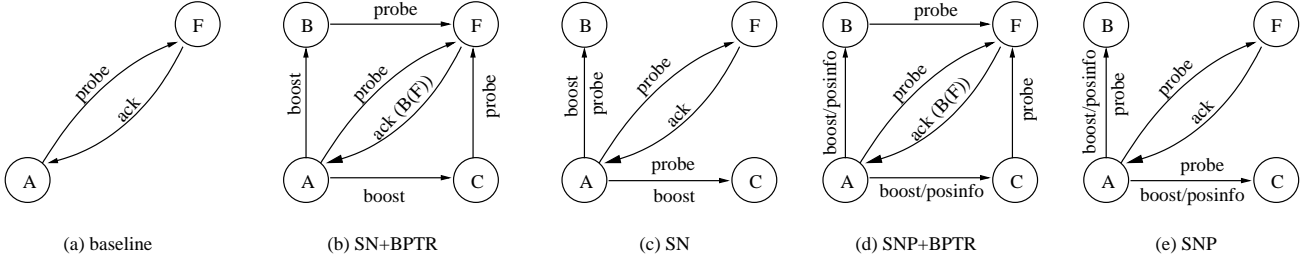 F
probe
ack
A
(a) baseline
B
probe
F
boost
probe
ack (B(F))
probe
A
boost
C
(b) SN+BPTR
B
F
boost
probe
probe
ack
A
probe
boost
C
(c) SN
B
probe
F
boost/posinfo
probe
ack (B(F))
probe
A
boost/posinfo
C
(d) SNP+BPTR
B
F
boost/posinfo
probe
probe
ack
A
probe
boost/posinfo
C
(e) SNP